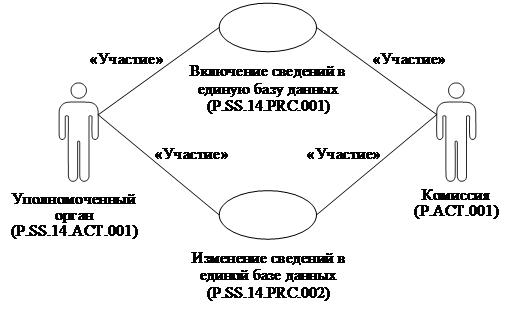 «Участие»
«Участие»
Включение сведений в
единую базу данных
(P.SS.14.PRC.001)
«Участие»
«Участие»
Уполномоченный
орган
(P.SS.14.ACT.001)
Комиссия
(P.ACT.001)
Изменение сведений в
единой базе данных
(P.SS.14.PRC.002)